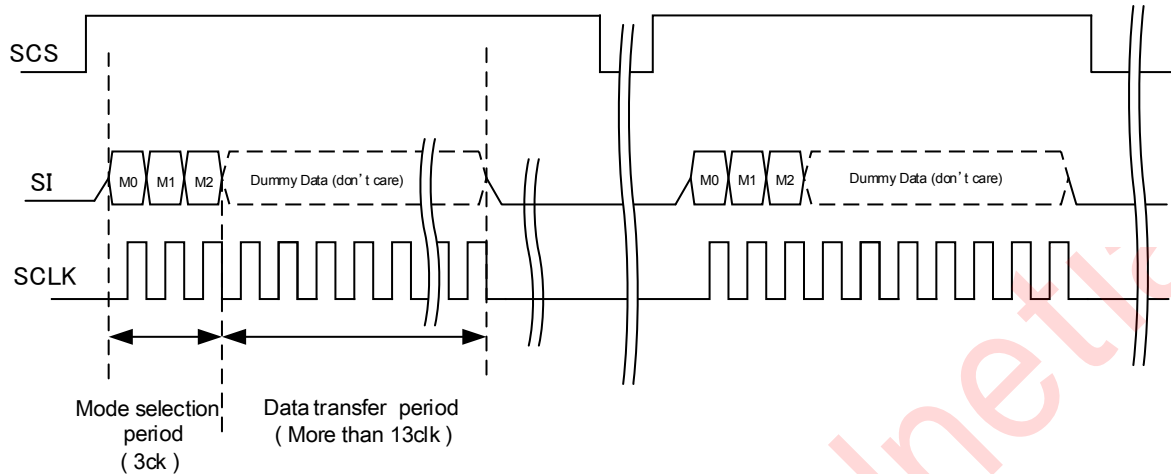 SCS
SI
M0 M1 M2 Dummy Data (don't care)
M0 M1 M2 Dummy Data (don't care)
SCLK
Mode selection
period
( 3ck )
Data transfer period
( More than 13clk )